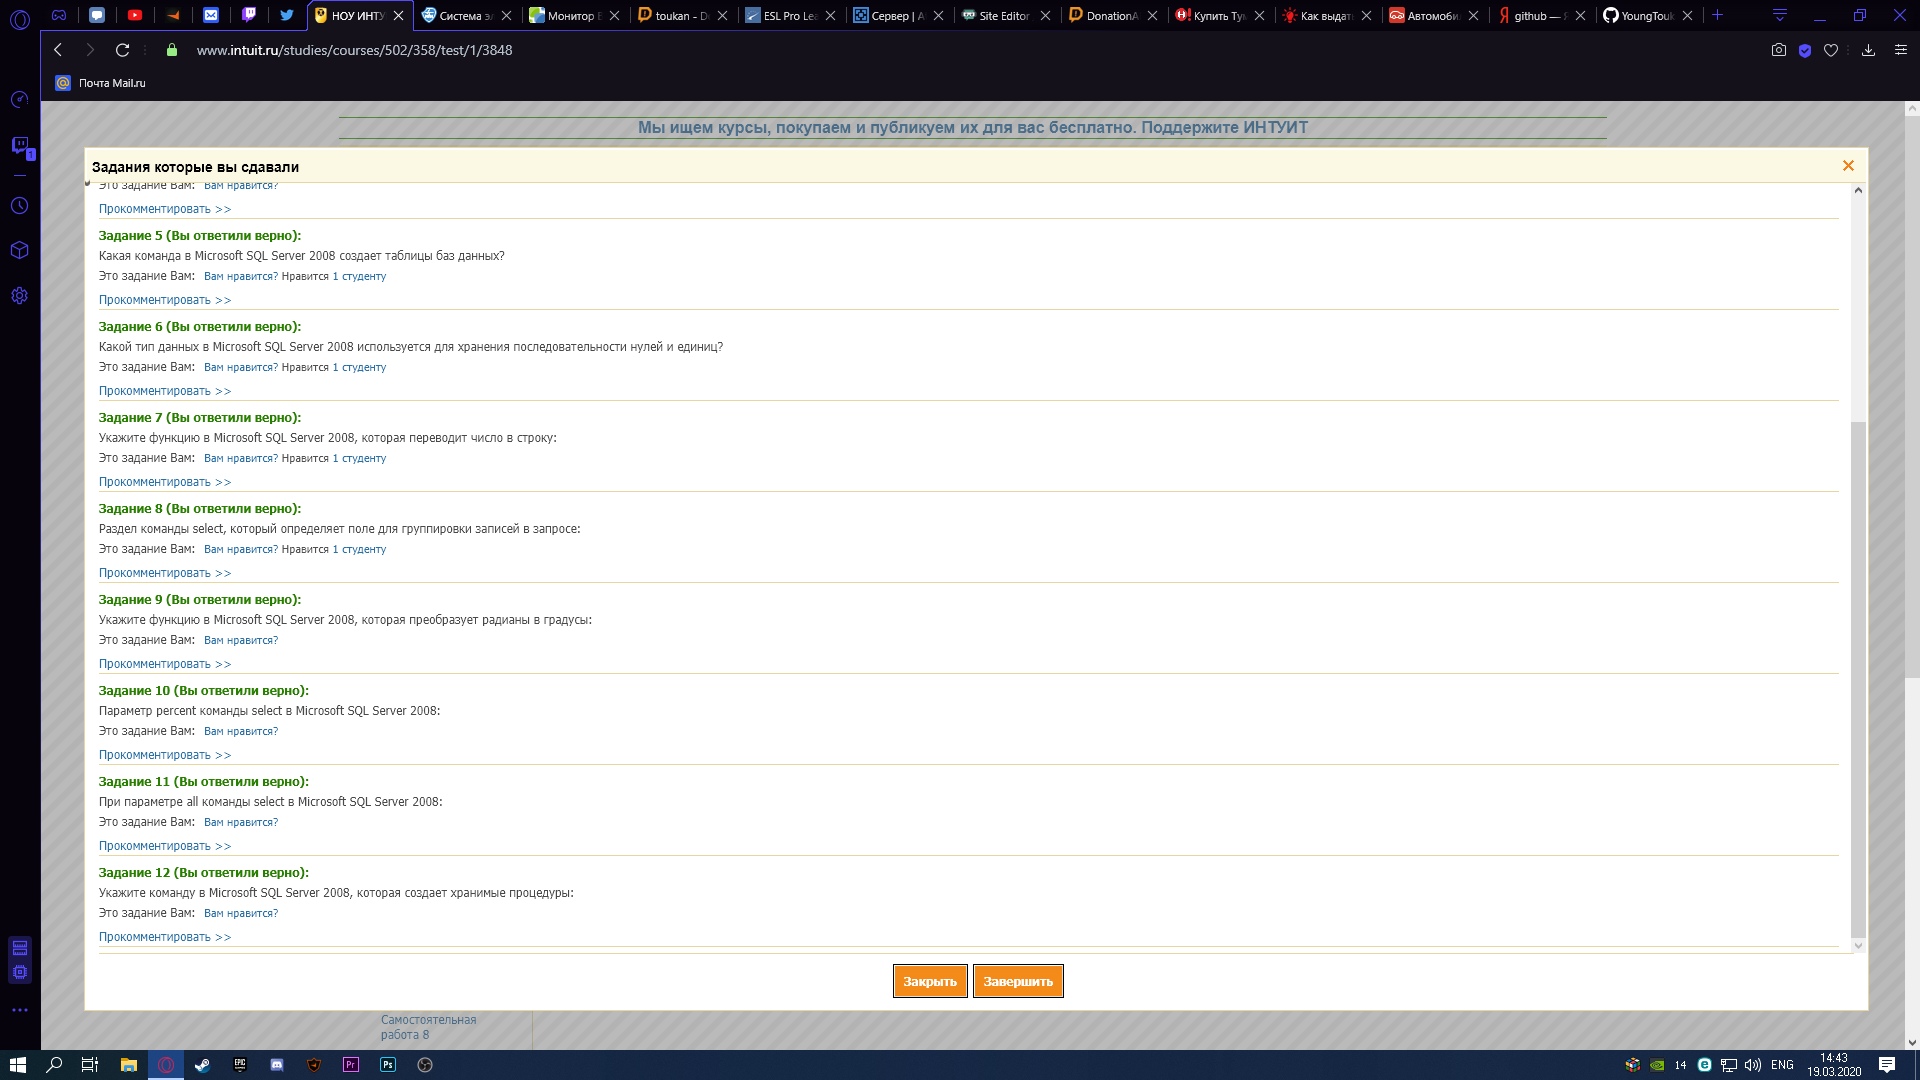 НОУ ИНТУ
Система эл
Монитор Б
toukan - Do
ESL Pro Lea
Сервер | A
Site Editor
DonationA
Купить Тум
Как выдат
Автомоби
github — Я
YoungTouk
www.intuit.ru/studies/courses/502/358/test/1/3848
Почта Mail.ru
Мы ищем курсы, покупаем и публикуем их для вас бесплатно. Поддержите ИНТУИТ
Задания которые вы сдавали
Это задание Вам: Вам нравится?
Прокомментировать >>
Задание 5 (Вы ответили верно):
Какая команда в Microsoft SQL Server 2008 создает таблицы баз данных?
Это задание Вам: Вам нравится? Нравится 1 студенту
Прокомментировать >>
Задание 6 (Вы ответили верно):
Какой тип данных в Microsoft SQL Server 2008 используется для хранения последовательности нулей и единиц?
Это задание Вам: Вам нравится? Нравится 1 студенту
Прокомментировать >>
Задание 7 (Вы ответили верно):
Укажите функцию в Microsoft SQL Server 2008, которая переводит число в строку:
Это задание Вам: Вам нравится? Нравится 1 студенту
Прокомментировать >>
Задание 8 (Вы ответили верно):
Раздел команды select, который определяет поле для группировки записей в запросе:
Это задание Вам: Вам нравится? Нравится 1 студенту
Прокомментировать >>
Задание 9 (Вы ответили верно):
Укажите функцию в Microsoft SQL Server 2008, которая преобразует радианы в градусы:
Это задание Вам: Вам нравится?
Прокомментировать >>
Задание 10 (Вы ответили верно):
Параметр percent команды select в Microsoft SQL Server 2008:
Это задание Вам: Вам нравится?
Прокомментировать >>
Задание 11 (Вы ответили верно):
При параметре all команды select в Microsoft SQL Server 2008:
Это задание Вам: Вам нравится?
Прокомментировать >>
Задание 12 (Вы ответили верно):
Укажите команду в Microsoft SQL Server 2008, которая создает хранимые процедуры:
Это задание Вам: Вам нравится?
Прокомментировать >>
Закрыть Завершить
Самостоятельная
работа 8
1
EPIC
Pr
Ps
14
ENG
14:43
19.03.2020